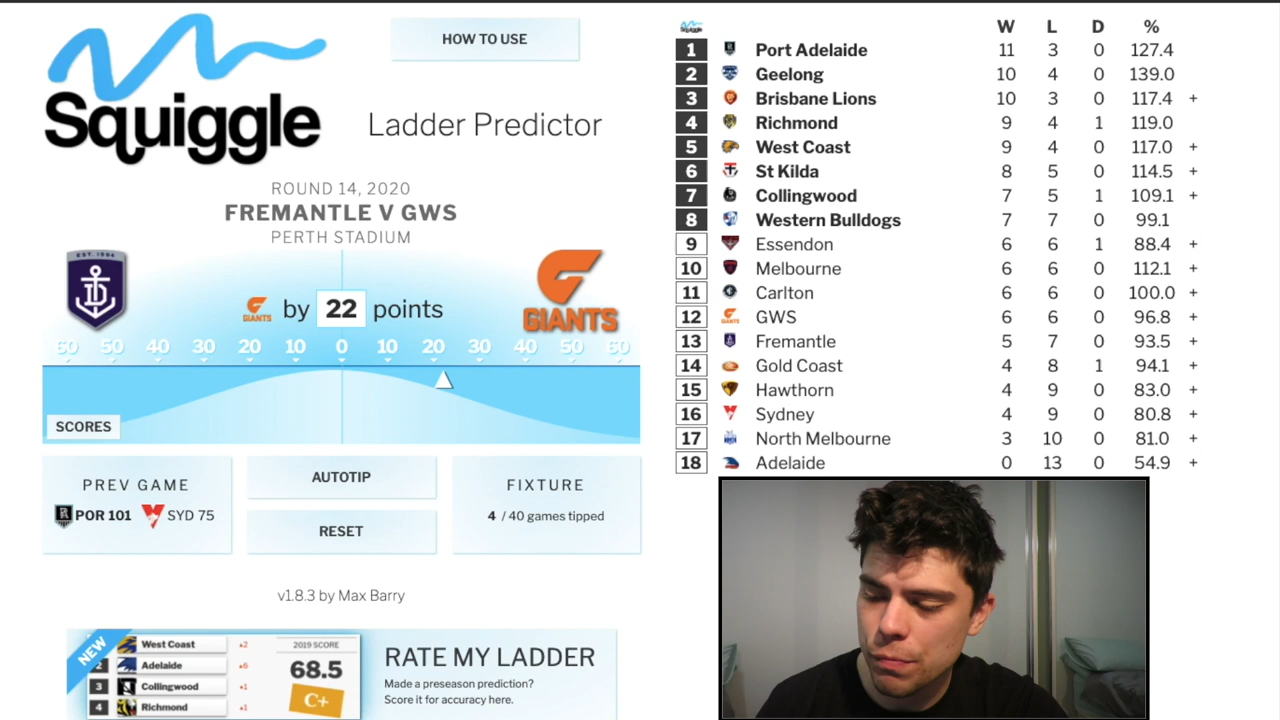 Squiggle
HOW TO USE
Ladder Predictor
ROUND 14, 2020
FREMANTLE V GWS
PERTH STADIUM
EST. 1994
GIANTS by 22 points
GIANTS
60 50 40 30 20 10 0 10 20 30 40 50 60
SCORES
PREV GAME
POR 101 SYD 75
AUTOTIP
RESET
FIXTURE
4 / 40 games tipped
v1.8.3 by Max Barry
NEW
West Coast ▲2
2 Adelaide ▲6
3 Collingwood ▲1
4 Richmond ▲1
2019 SCORE
68.5
C+
RATE MY LADDER
Made a preseason prediction?
Score it for accuracy here.
W L D %
1 Port Adelaide 11 3 0 127.4
2 Geelong 10 4 0 139.0
3 Brisbane Lions 10 3 0 117.4 +
4 Richmond 9 4 1 119.0
5 West Coast 9 4 0 117.0 +
6 St Kilda 8 5 0 114.5 +
7 Collingwood 7 5 1 109.1 +
8 Western Bulldogs 7 7 0 99.1
9 Essendon 6 6 1 88.4 +
10 Melbourne 6 6 0 112.1 +
11 Carlton 6 6 0 100.0 +
12 GWS 6 6 0 96.8 +
13 Fremantle 5 7 0 93.5 +
14 Gold Coast 4 8 1 94.1 +
15 Hawthorn 4 9 0 83.0 +
16 Sydney 4 9 0 80.8 +
17 North Melbourne 3 10 0 81.0 +
18 Adelaide 0 13 0 54.9 +